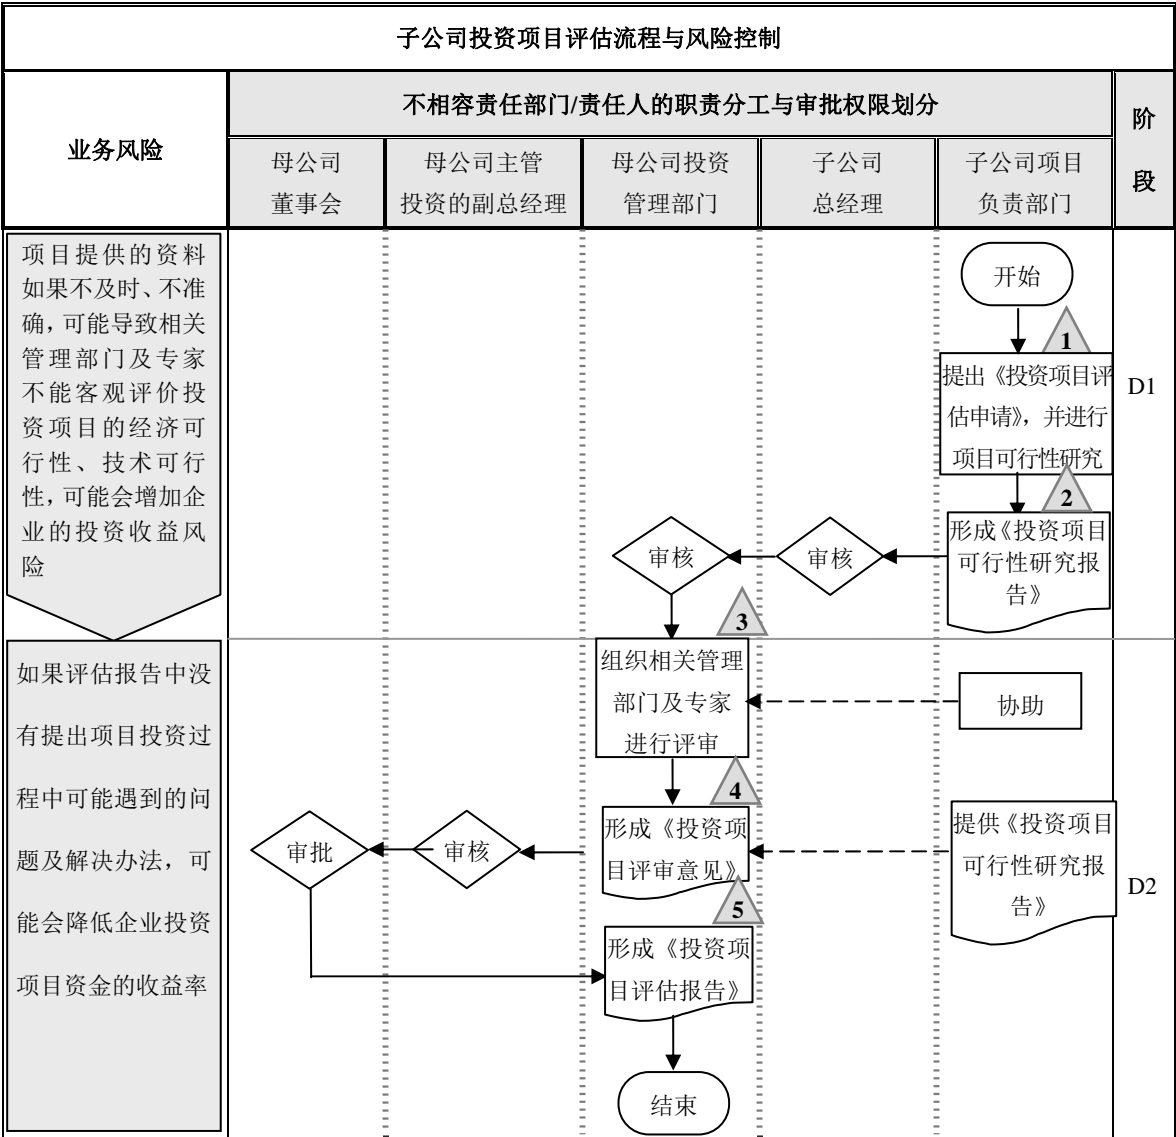 子公司投资项目评估流程与风险控制
业务风险
不相容责任部门/责任人的职责分工与审批权限划分
阶
段
母公司
董事会
母公司主管
投资的副总经理
母公司投资
管理部门
子公司
总经理
子公司项目
负责部门
项目提供的资料
如果不及时、不准
确，可能导致相关
管理部门及专家
不能客观评价投
资项目的经济可
行性、技术可行
性，可能会增加企
业的投资收益风
险
开始
1
提出《投资项目评
估申请》，并进行
项目可行性研究
D1
2
形成《投资项目
可行性研究报
告》
审核
审核
3
如果评估报告中没
有提出项目投资过
程中可能遇到的问
题及解决办法，可
能会降低企业投资
项目资金的收益率
组织相关管理
部门及专家
进行评审
协助
4
形成《投资项
目评审意见》
提供《投资项目
可行性研究报
告》
审核
审批
D2
5
形成《投资项
目评估报告》
结束